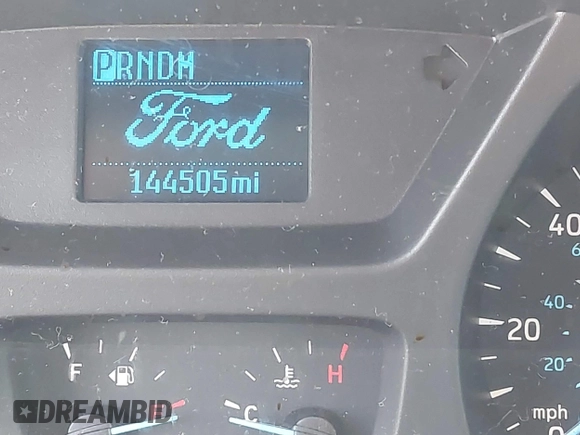 PRNDM
Ford
144505mi
40
40
20
20
F
C
H
mph
DREAMBID